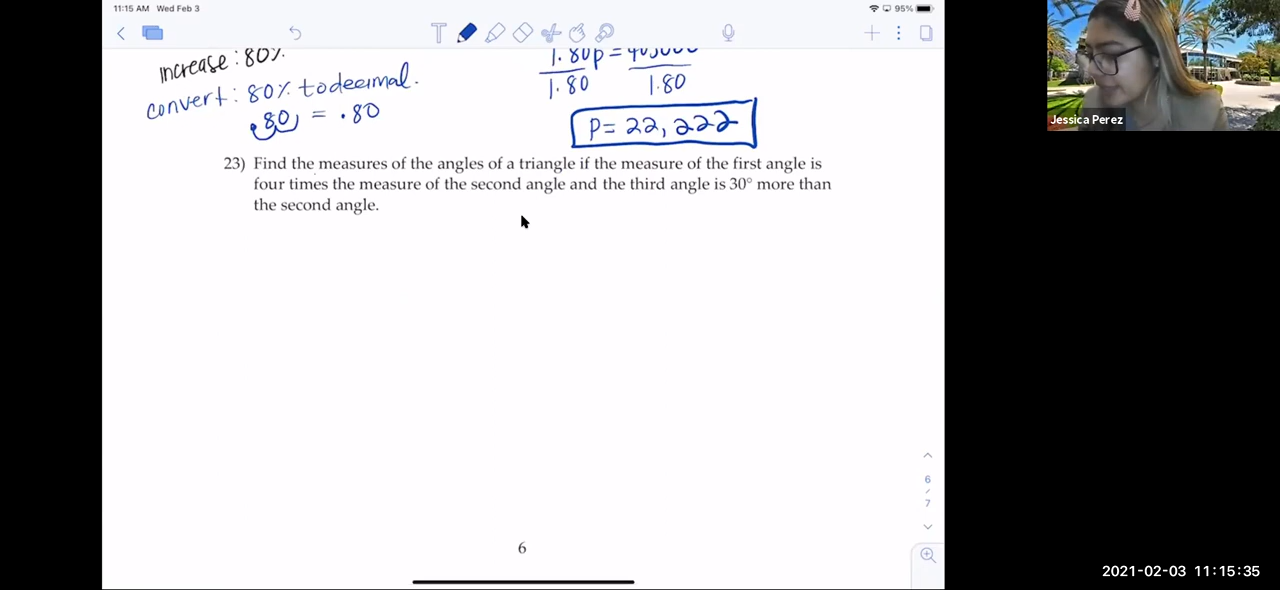 11:15 AM Wed Feb 3
95%
T
increase : 80%
convert : 80% to decimal.
80 = .80
1.80p =
1.80 1.80
P = 22,222
23) Find the measures of the angles of a triangle if the measure of the first angle is
four times the measure of the second angle and the third angle is 30° more than
the second angle.
6
7
6
Jessica Perez
2021-02-03 11:15:35